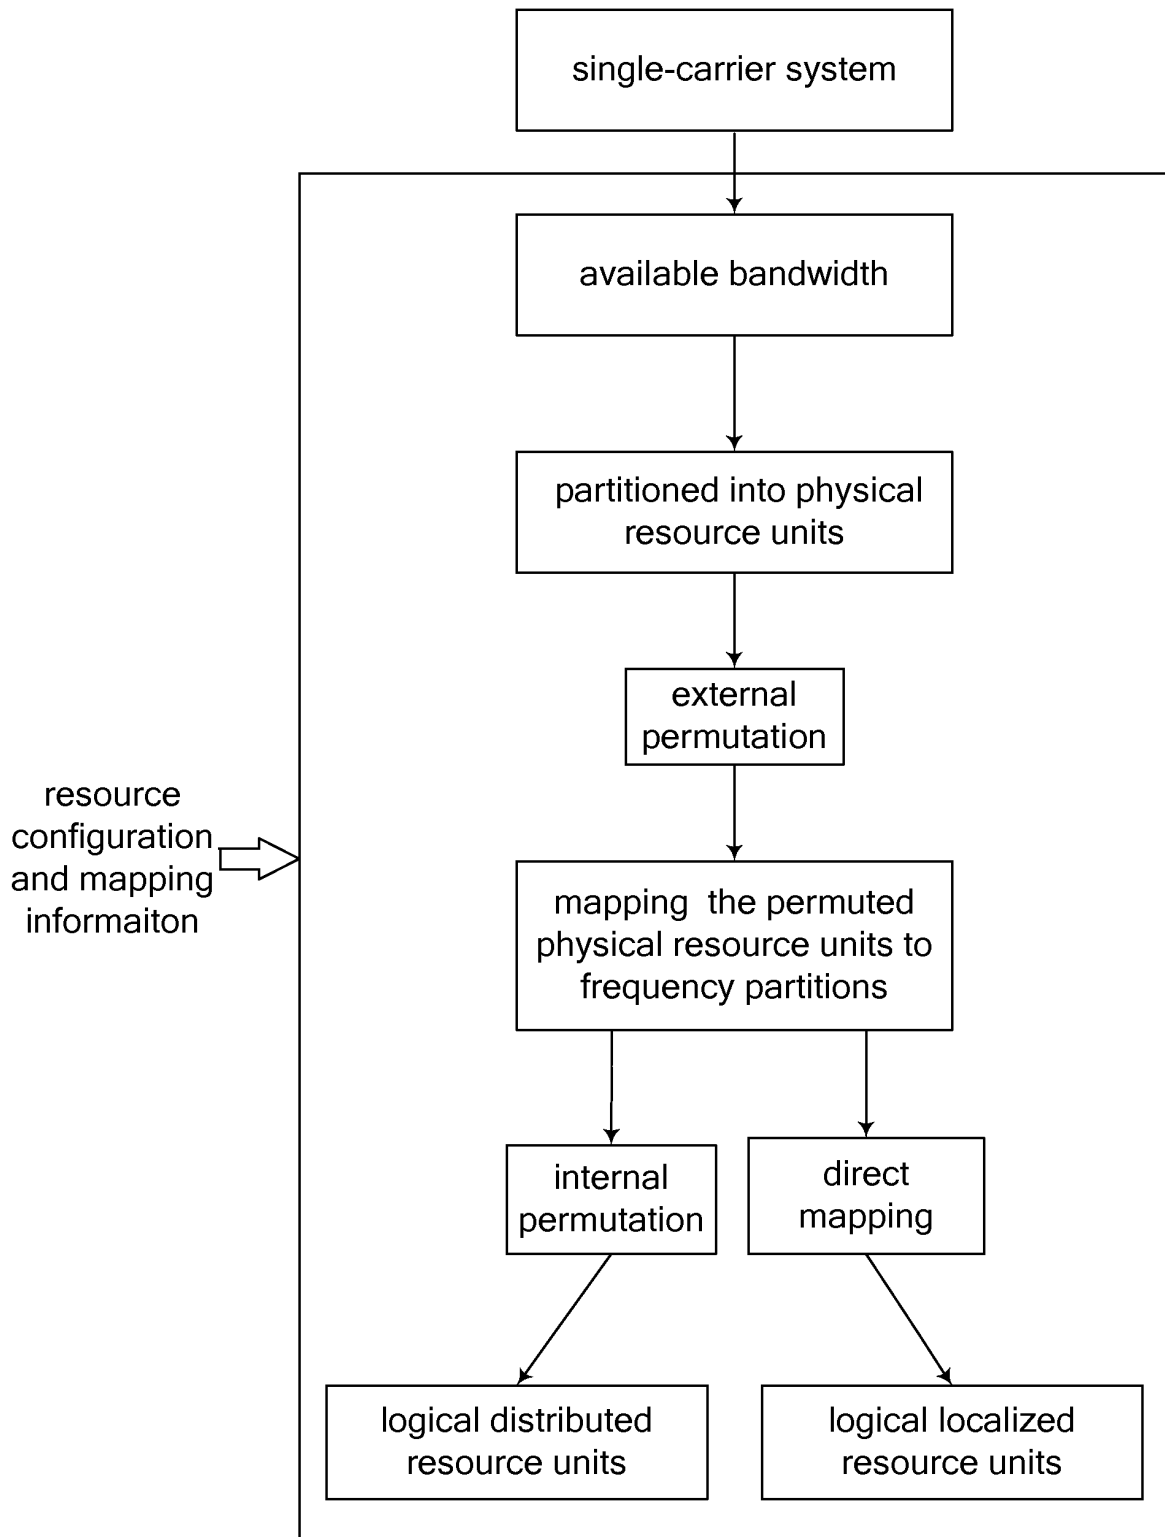 single-carrier system
available bandwidth
partitioned into physical
resource units
external
permutation
resource
configuration
and mapping
informaiton
mapping  the permuted
physical resource units to
frequency partitions
internal
permutation
direct
mapping
logical distributed
resource units
logical localized
resource units